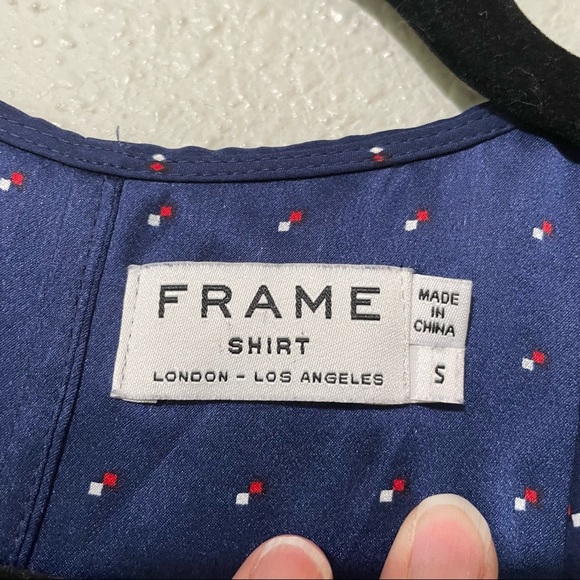 FRAME
SHIRT
LONDON - LOS ANGELES
MADE
IN
CHINA
S